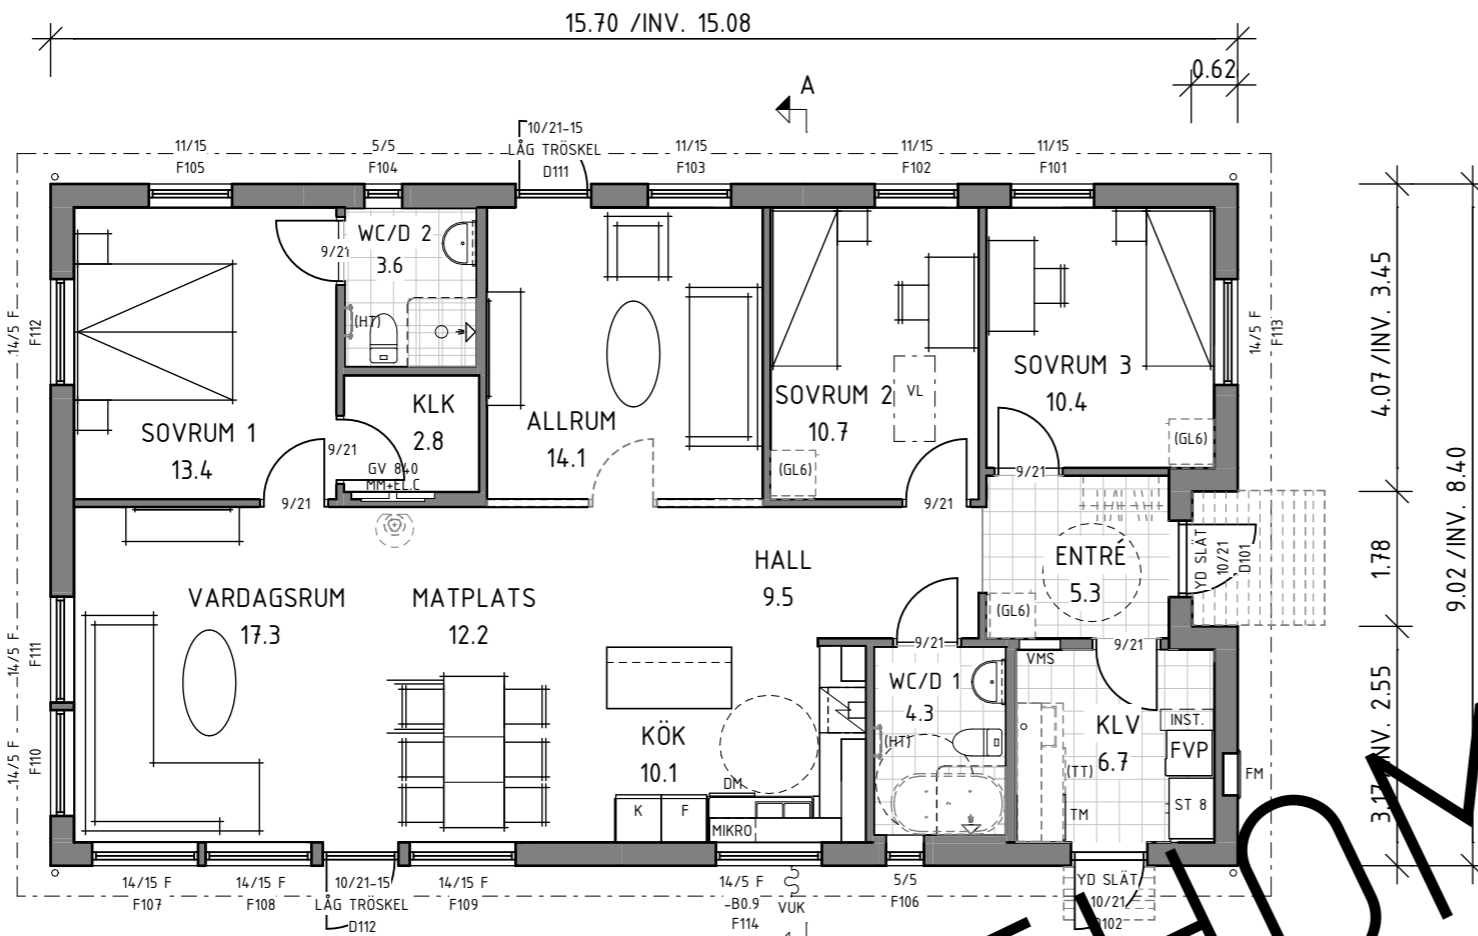 15.70 /INV. 15.08
0.62
A
10/21-15
LÅG TRÖSKEL
D111
11/15
F105
5/5
F104
11/15
F103
11/15
F102
11/15
F101
WC/D 2
3.6
9/21
(HT)
14/5 F
F112
14/5 F
F113
4.07 /INV. 3.45
SOVRUM 1
13.4
KLK
2.8
9/21
GV 840
MM+EL.C
9/21
ALLRUM
14.1
SOVRUM 2
10.7
VL
(GL6)
9/21
SOVRUM 3
10.4
(GL6)
9/21
1.78
9.02 /INV. 8.40
VARDAGSRUM
17.3
MATPLATS
12.2
HALL
9.5
ENTRÉ
5.3
(GL6)
YD SLÄT
10/21
D101
14/5 F
F111
14/5 F
F110
9/21
9/21
VMS
WC/D 1
4.3
(HT)
KÖK
10.1
DM
K
F
MIKRO
KLV
6.7
(TT)
TM
INST.
FVP
ST 8
FM
3.17 /INV. 2.55
14/15 F
F107
14/15 F
F108
10/21-15
LÅG TRÖSKEL
D112
14/15 F
F109
14/5 F
-B0.9
F114
VUK
5/5
F106
YD SLÄT
10/21
D102